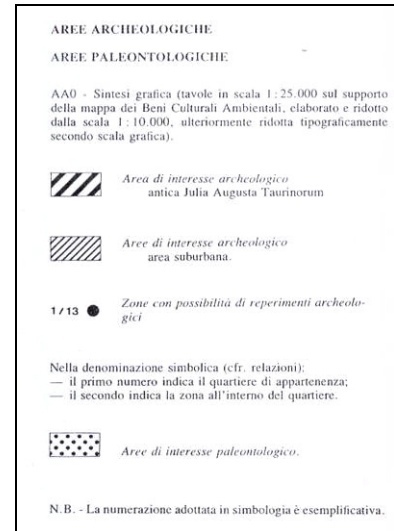 AREE ARCHEOLOGICHE
AREE PALEONTOLOGICHE
AA0 - Sintesi grafica (tavole in scala 1:25.000 sul supporto
della mappa dei Beni Culturali Ambientali, elaborato e ridotto
dalla scala 1:10.000, ulteriormente ridotta tipograficamente
secondo scala grafica).
Area di interesse archeologico
antica Julia Augusta Taurinorum
Aree di interesse archeologico
area suburbana.
1/13 Zone con possibilità di reperimenti archeolo-
gici
Nella denominazione simbolica (cfr. relazioni):
— il primo numero indica il quartiere di appartenenza;
— il secondo indica la zona all'interno del quartiere.
Aree di interesse paleontologico.
N.B. - La numerazione adottata in simbologia è esemplificativa.